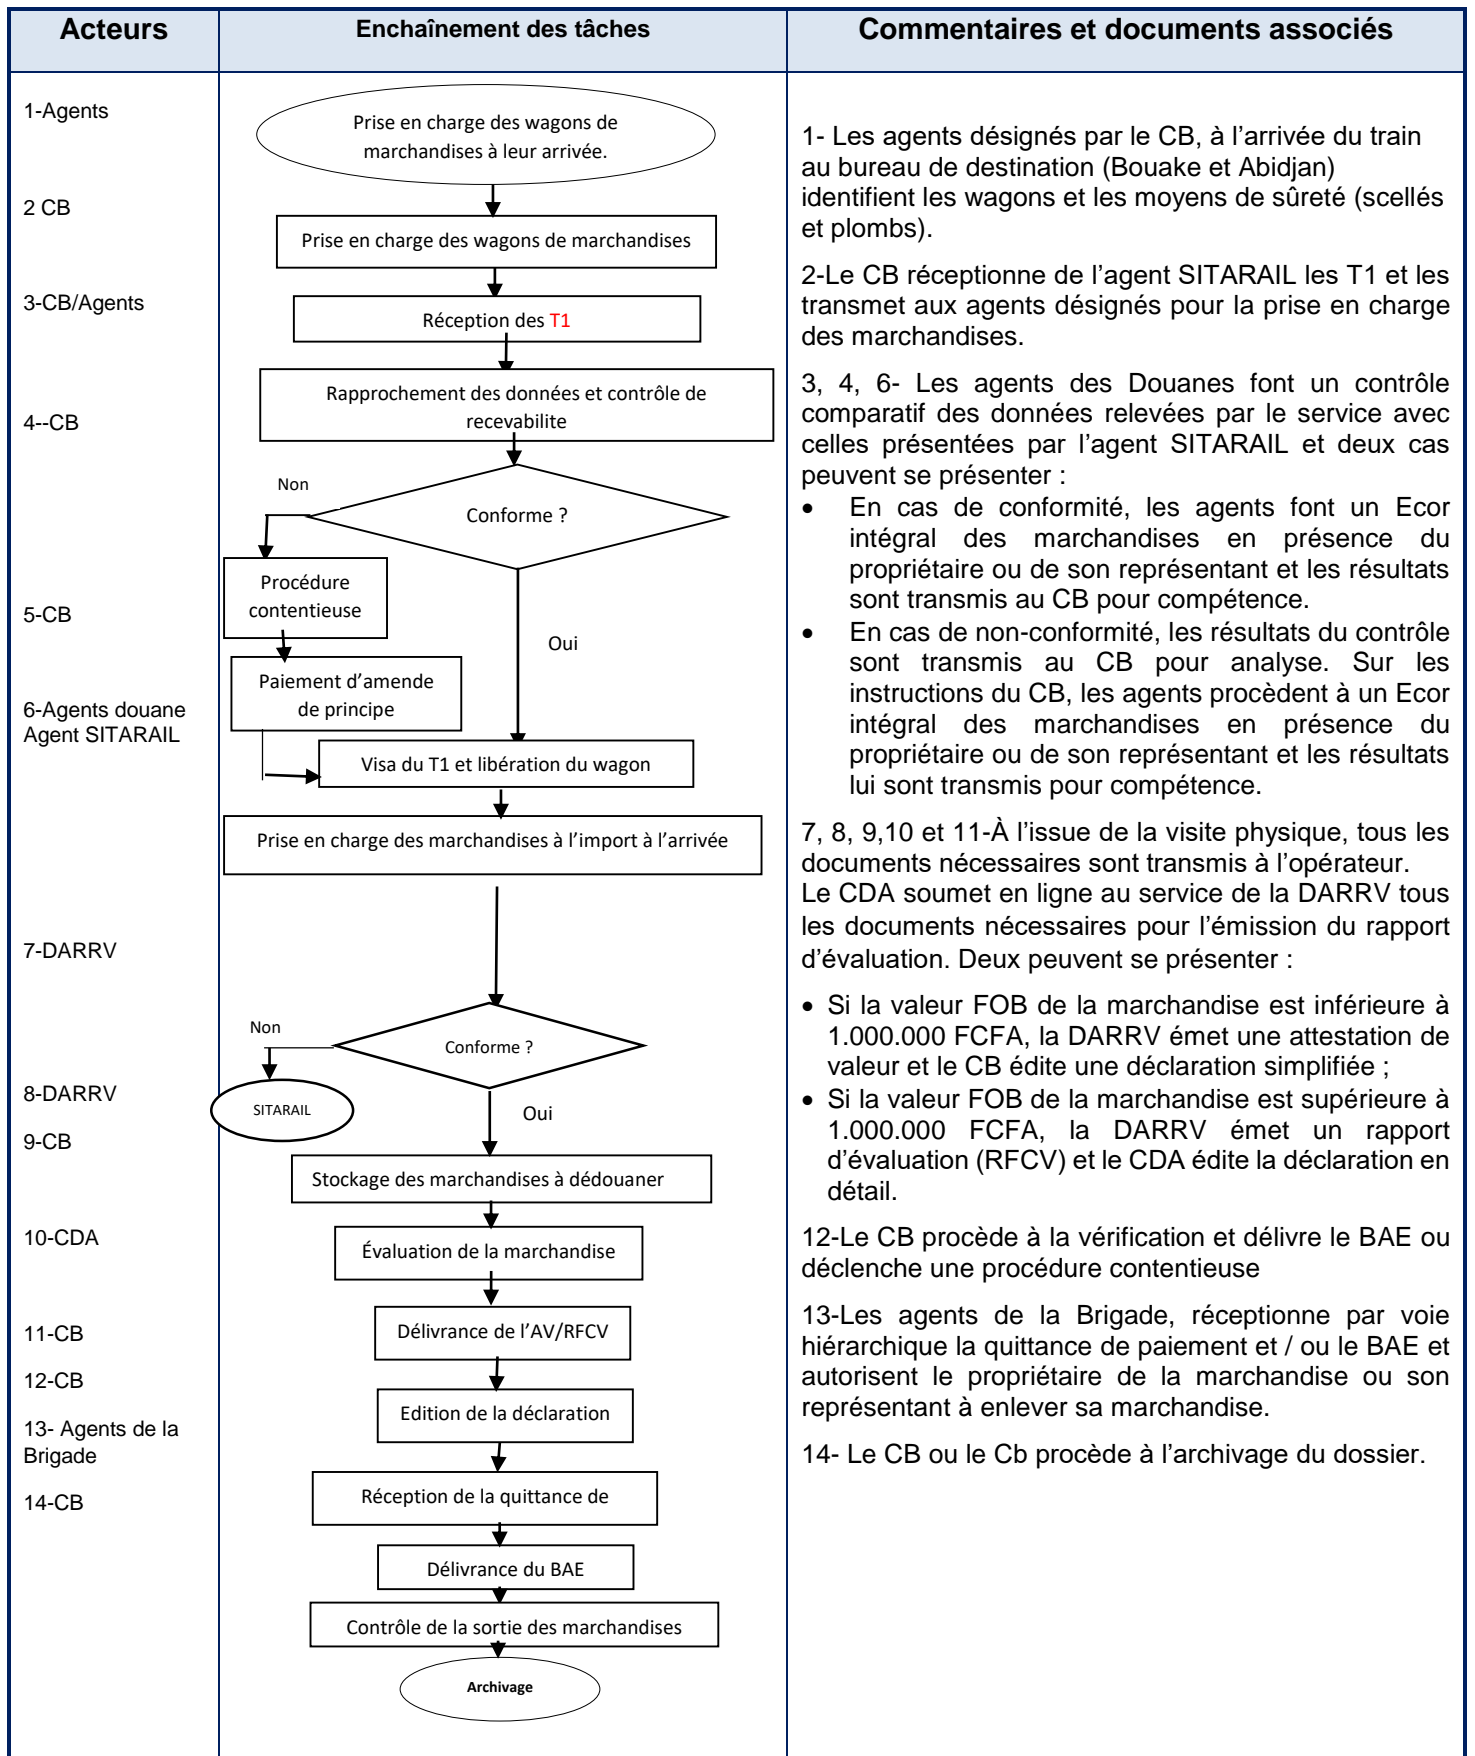 Acteurs
Enchaînement des tâches
Commentaires et documents associés
1-Agents
2 CB
3-CB/Agents
4--CB
5-CB
6-Agents douane
Agent SITARAIL
7-DARRV
8-DARRV
9-CB
10-CDA
11-CB
12-CB
13- Agents de la
Brigade
14-CB
Prise en charge des wagons de
marchandises à leur arrivée.
Prise en charge des wagons de marchandises
Réception des T1
Rapprochement des données et contrôle de
recevabilite
Conforme ?
Non
Procédure
contentieuse
Oui
Paiement d’amende
de principe
Visa du T1 et libération du wagon
Prise en charge des marchandises à l’import à l’arrivée
Non
Conforme ?
SITARAIL
Oui
Stockage des marchandises à dédouaner
Évaluation de la marchandise
Délivrance de l’AV/RFCV
Edition de la déclaration
Réception de la quittance de
Délivrance du BAE
Contrôle de la sortie des marchandises
Archivage
1- Les agents désignés par le CB, à l’arrivée du train
au bureau de destination (Bouake et Abidjan)
identifient les wagons et les moyens de sûreté (scellés
et plombs).
2-Le CB réceptionne de l’agent SITARAIL les T1 et les
transmet aux agents désignés pour la prise en charge
des marchandises.
3, 4, 6- Les agents des Douanes font un contrôle
comparatif des données relevées par le service avec
celles présentées par l’agent SITARAIL et deux cas
peuvent se présenter :
• En cas de conformité, les agents font un Ecor
intégral des marchandises en présence du
propriétaire ou de son représentant et les résultats
sont transmis au CB pour compétence.
• En cas de non-conformité, les résultats du contrôle
sont transmis au CB pour analyse. Sur les
instructions du CB, les agents procèdent à un Ecor
intégral des marchandises en présence du
propriétaire ou de son représentant et les résultats
lui sont transmis pour compétence.
7, 8, 9,10 et 11-À l’issue de la visite physique, tous les
documents nécessaires sont transmis à l’opérateur.
Le CDA soumet en ligne au service de la DARRV tous
les documents nécessaires pour l’émission du rapport
d’évaluation. Deux peuvent se présenter :
• Si la valeur FOB de la marchandise est inférieure à
1.000.000 FCFA, la DARRV émet une attestation de
valeur et le CB édite une déclaration simplifiée ;
• Si la valeur FOB de la marchandise est supérieure à
1.000.000 FCFA, la DARRV émet un rapport
d’évaluation (RFCV) et le CDA édite la déclaration en
détail.
12-Le CB procède à la vérification et délivre le BAE ou
déclenche une procédure contentieuse
13-Les agents de la Brigade, réceptionne par voie
hiérarchique la quittance de paiement et / ou le BAE et
autorisent le propriétaire de la marchandise ou son
représentant à enlever sa marchandise.
14- Le CB ou le Cb procède à l’archivage du dossier.